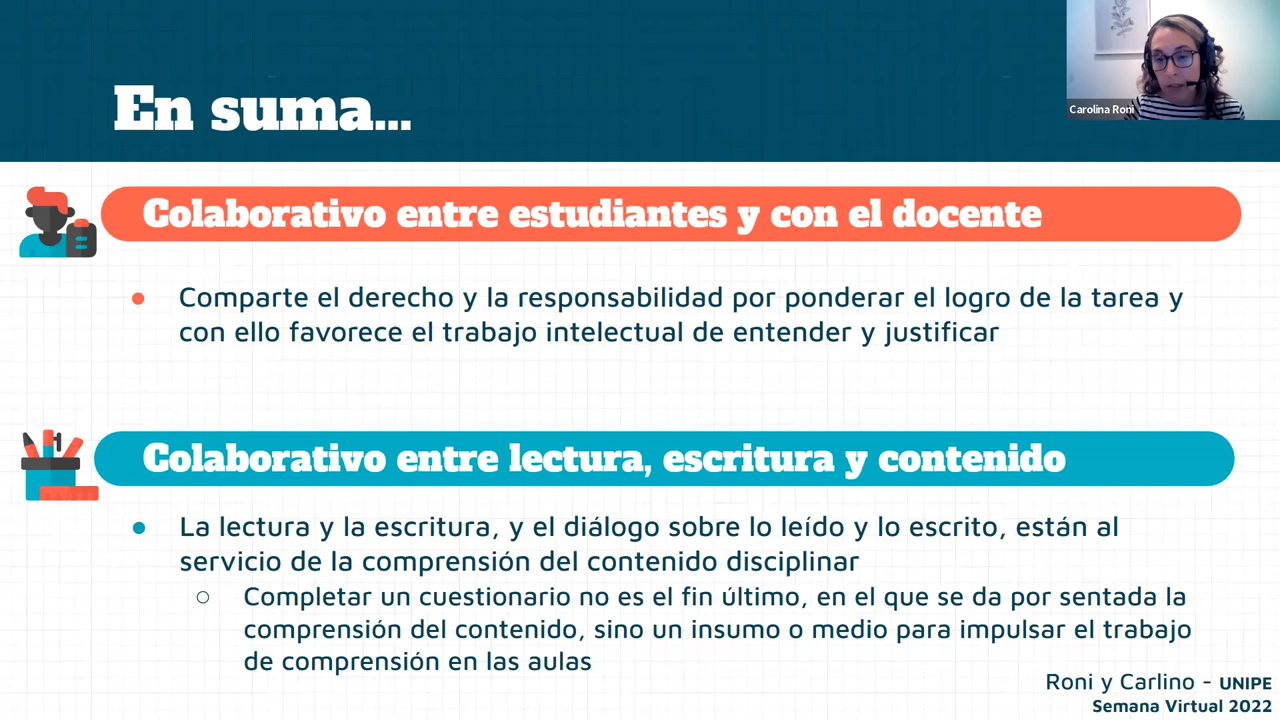 En suma...
Carolina Roni
Colaborativo entre estudiantes y con el docente
Comparte el derecho y la responsabilidad por ponderar el logro de la tarea y
con ello favorece el trabajo intelectual de entender y justificar
Colaborativo entre lectura, escritura y contenido
La lectura y la escritura, y el diálogo sobre lo leído y lo escrito, están al
servicio de la comprensión del contenido disciplinar
Completar un cuestionario no es el fin último, en el que se da por sentada la
comprensión del contenido, sino un insumo o medio para impulsar el trabajo
de comprensión en las aulas
Roni y Carlino - UNIPE
Semana Virtual 2022